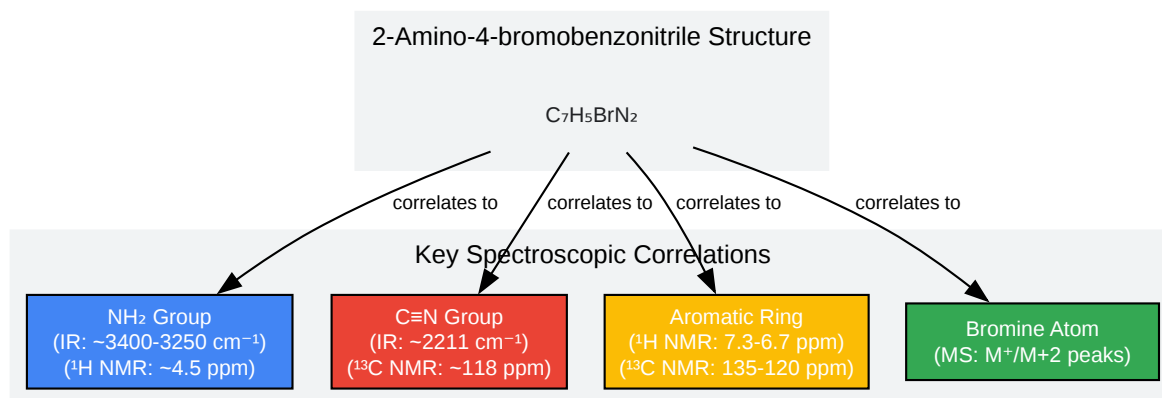 2-Amino-4-bromobenzonitrile Structure
C₇H₅BrN₂
correlates to
correlates to
correlates to
correlates to
Key Spectroscopic Correlations
NH₂ Group
(IR: ~3400-3250 cm⁻¹)
(¹H NMR: ~4.5 ppm)
C≡N Group
(IR: ~2211 cm⁻¹)
(¹³C NMR: ~118 ppm)
Aromatic Ring
(¹H NMR: 7.3-6.7 ppm)
(¹³C NMR: 135-120 ppm)
Bromine Atom
(MS: M⁺/M+2 peaks)